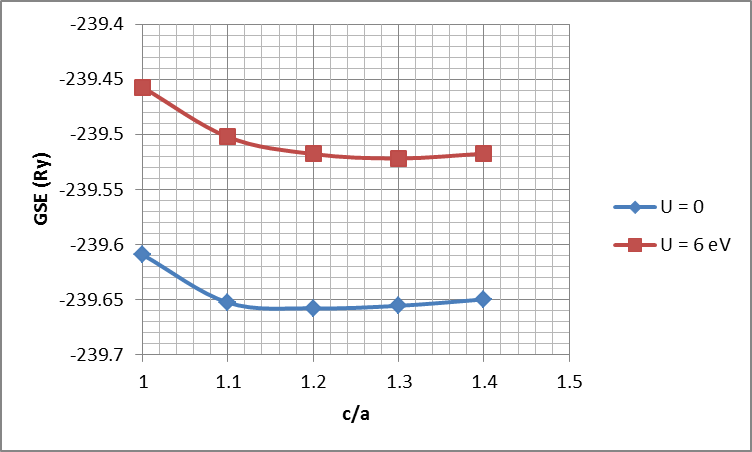 -239.4
-239.45
-239.5
-239.55
-239.6
-239.65
-239.7
GSE (Ry)
1 1.1 1.2 1.3 1.4 1.5
c/a
U = 0
U = 6 eV